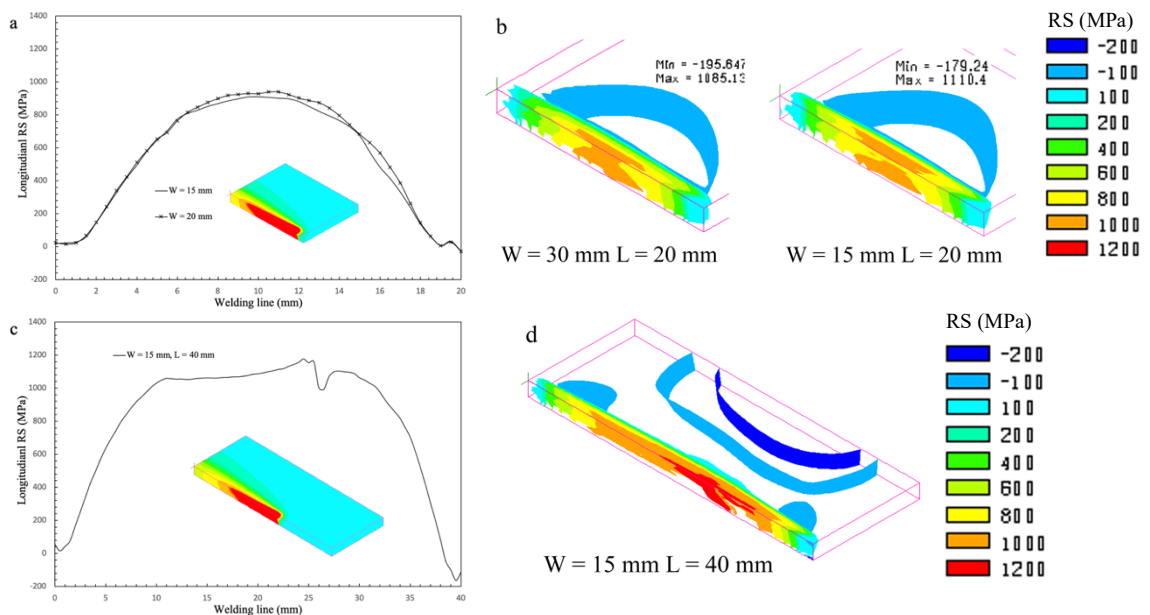 a
1400
1200
1000
800
600
400
200
0
-200
Longitudianl RS (MPa)
W = 15 mm
W = 20 mm
0 2 4 6 8 10 12 14 16 18 20
Welding line (mm)
b
Min = -195.647
Max = 1085.13
W = 30 mm L = 20 mm
Min = -179.24
Max = 1110.4
W = 15 mm L = 20 mm
RS (MPa)
-200
-100
100
200
400
600
800
1000
1200
c
1400
1200
1000
800
600
400
200
0
-200
Longitudianl RS (MPa)
W = 15 mm, L = 40 mm
0 5 10 15 20 25 30 35 40
Welding line (mm)
d
W = 15 mm L = 40 mm
RS (MPa)
-200
-100
100
200
400
600
800
1000
1200